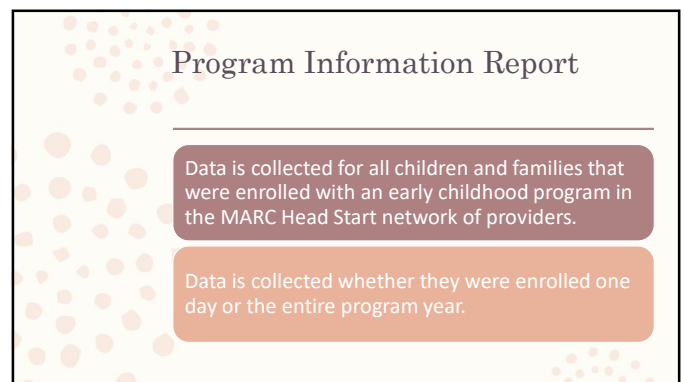 Program Information Report
Data is collected for all children and families that
were enrolled with an early childhood program in
the MARC Head Start network of providers.
Data is collected whether they were enrolled one
day or the entire program year.